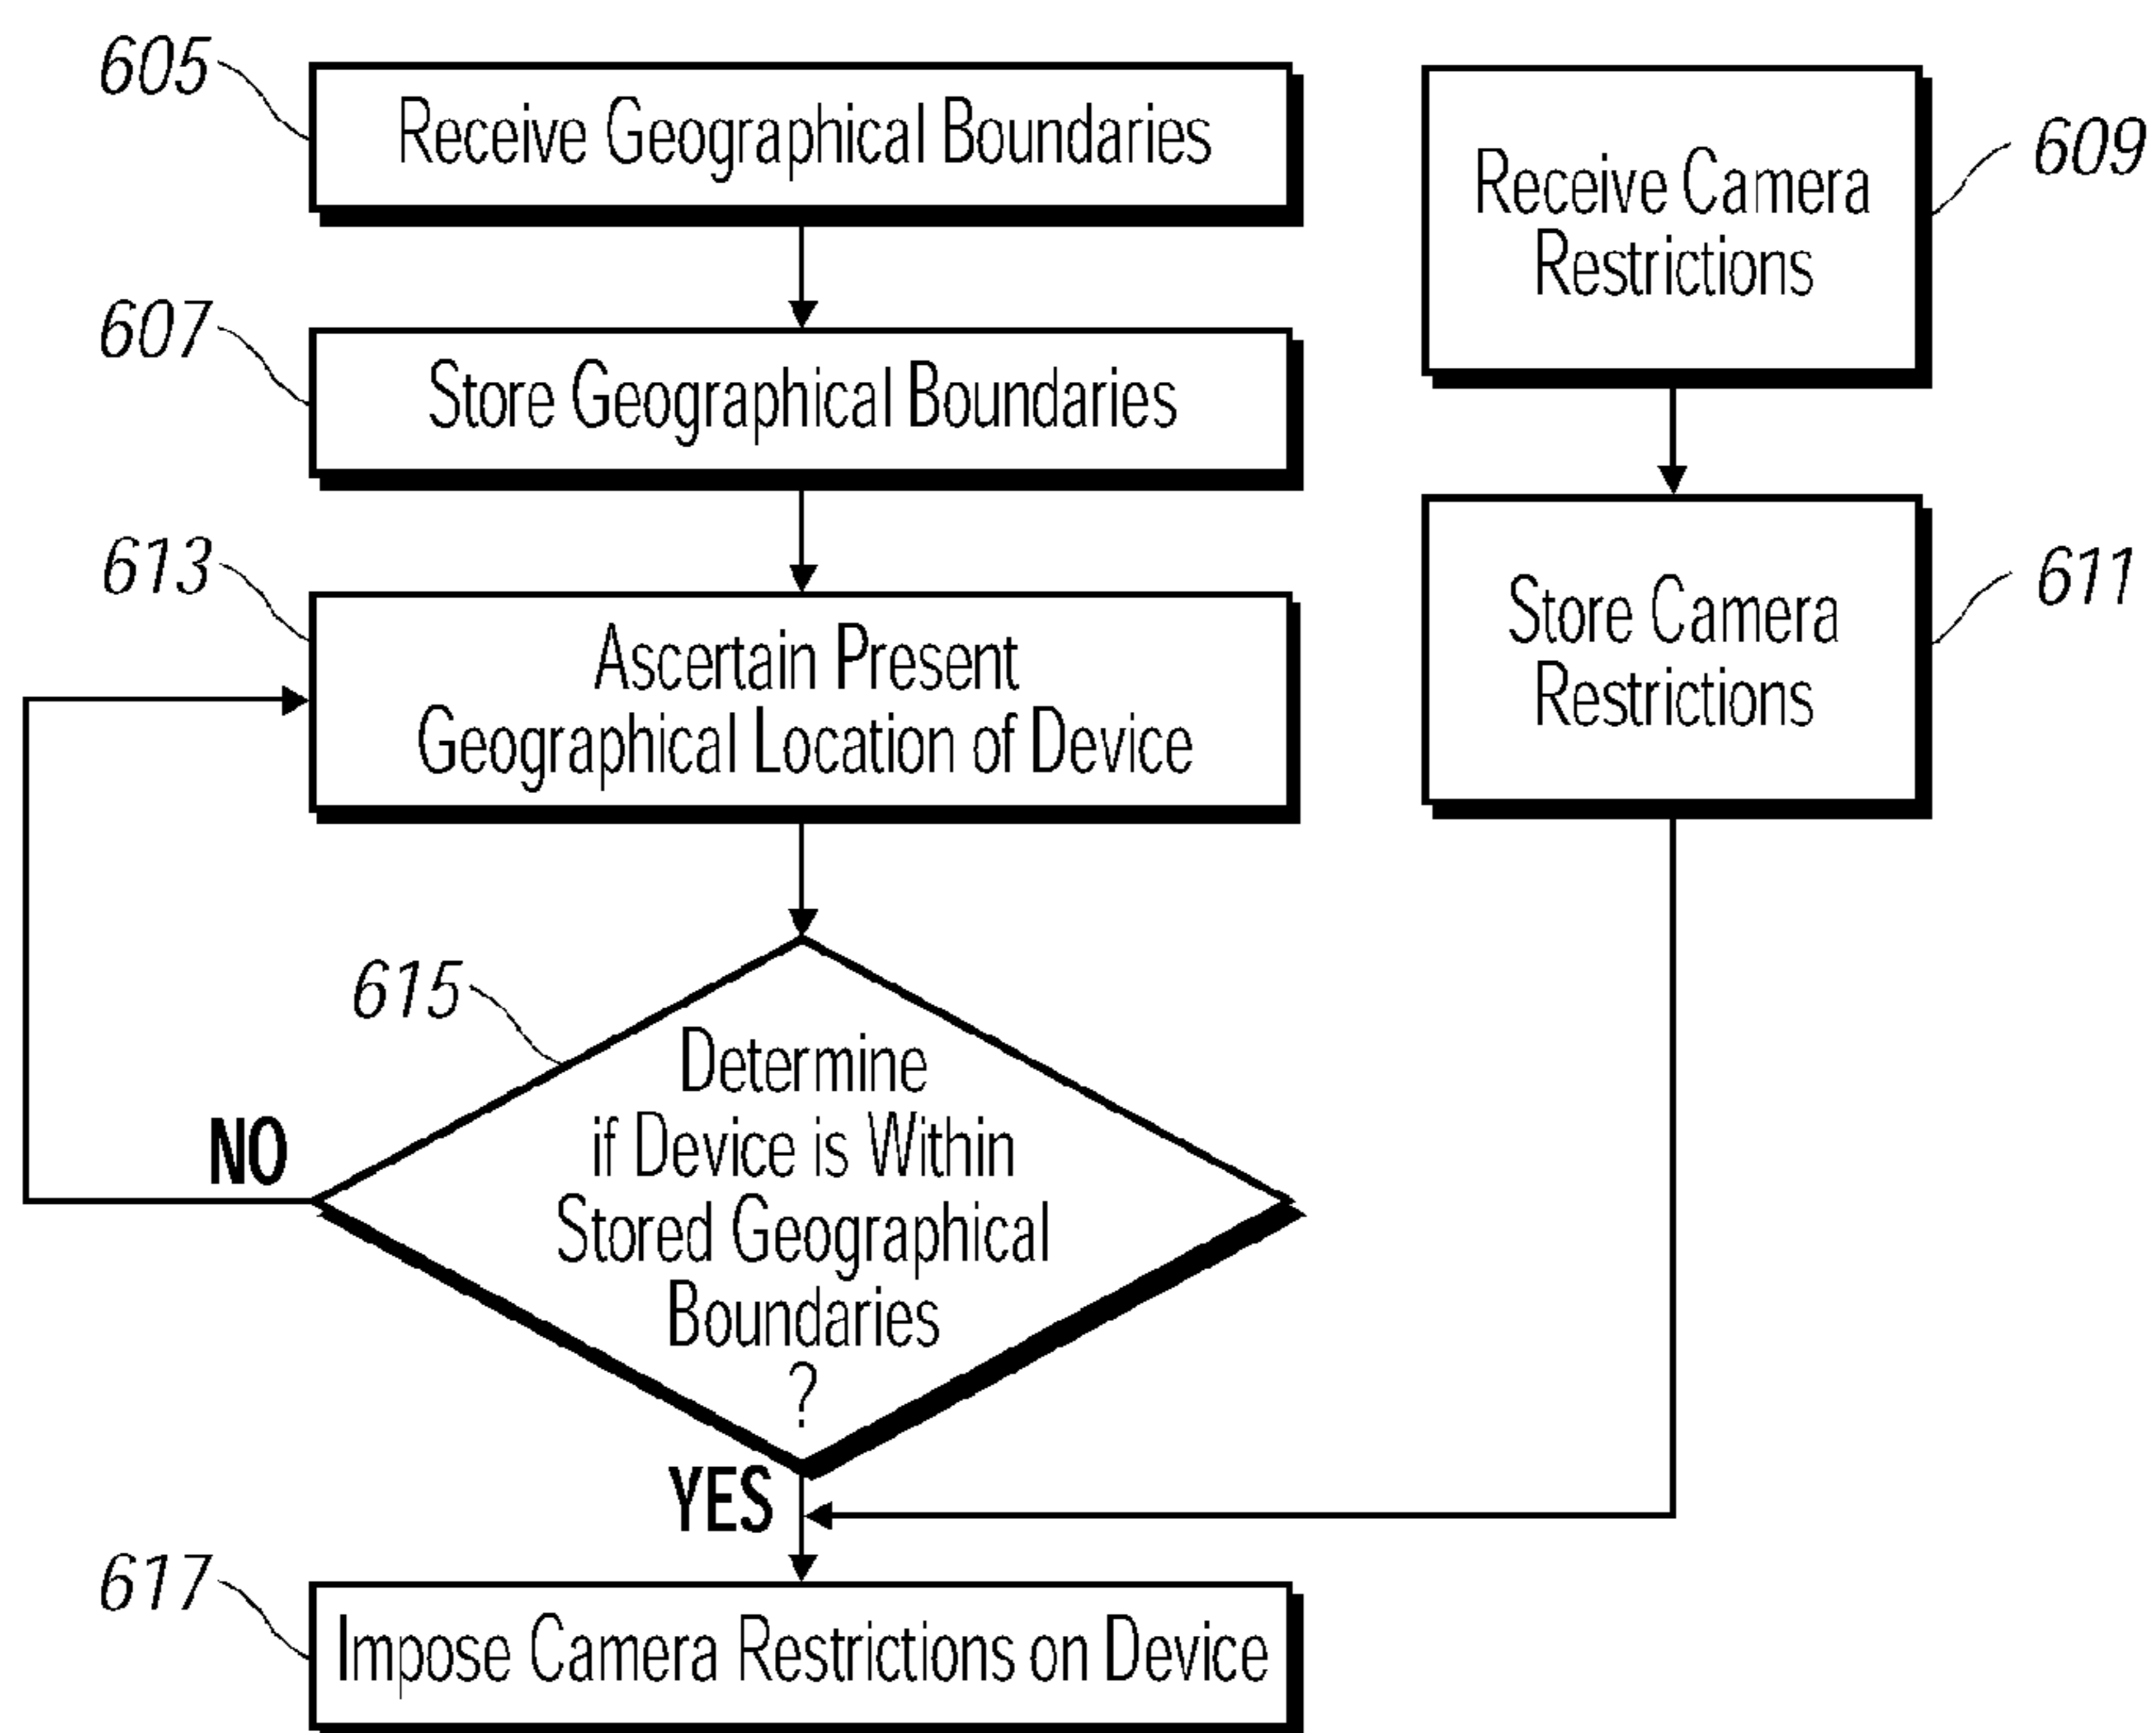 605
Receive Geographical Boundaries
607
Store Geographical Boundaries
613
Ascertain Present
Geographical Location of Device
615
Determine
if Device is Within
Stored Geographical
Boundaries
?
NO
YES
617
Impose Camera Restrictions on Device
609
Receive Camera
Restrictions
611
Store Camera
Restrictions